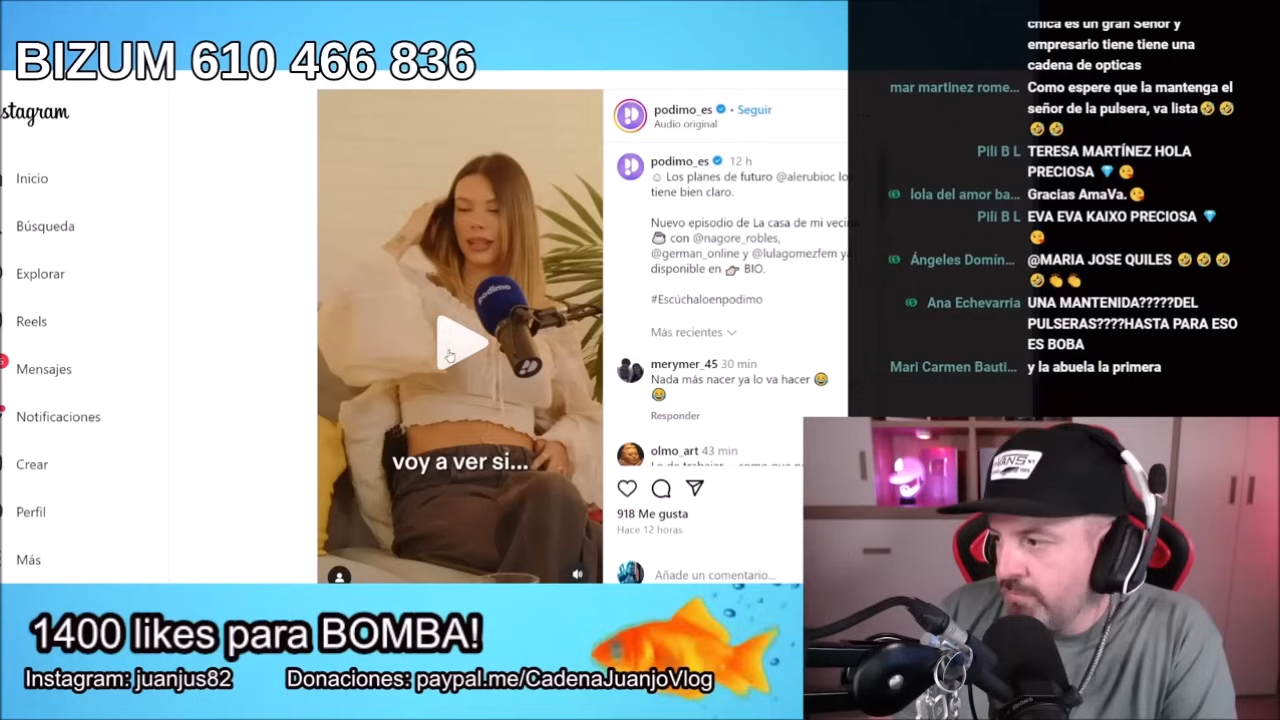 BIZUM 610 466 836
stagram
Inicio
Búsqueda
Explorar
Reels
Mensajes
Notificaciones
Crear
Perfil
Más
podimo
voy a ver si...
podimo_es • Seguir
Audio original
podimo_es 12 h
☺ Los planes de futuro @alerubioc lo
tiene bien claro.
Nuevo episodio de La casa de mi vecina
con @nagore_robles,
@german_online y @lulagomezfem ya
disponible en 👉 BIO.
#Escúchaloenpodimo
Más recientes
merymer_45 30 min
Nada más nacer ya lo va hacer 😂
😂
Responder
olmo_art 43 min
918 Me gusta
Hace 12 horas
Añade un comentario...
chica es un gran Señor y
empresario tiene tiene una
cadena de opticas
mar martinez rome... Como espere que la mantenga el
señor de la pulsera, va lista 🤣 🤣
🤣 🤣
Pili B L TERESA MARTÍNEZ HOLA
PRECIOSA 💎 😘
lola del amor ba... Gracias AmaVa. 😘
Pili B L EVA EVA KAIXO PRECIOSA 💎
😘
Ángeles Domín... @MARIA JOSE QUILES 🤣 🤣 🤣
🤣 👏 👏
Ana Echevarria UNA MANTENIDA?????DEL
PULSERAS????HASTA PARA ESO
ES BOBA
Mari Carmen Bauti... y la abuela la primera
VANS
1400 likes para BOMBA!
Instagram: juanjus82 Donaciones: paypal.me/CadenaJuanjoVlog